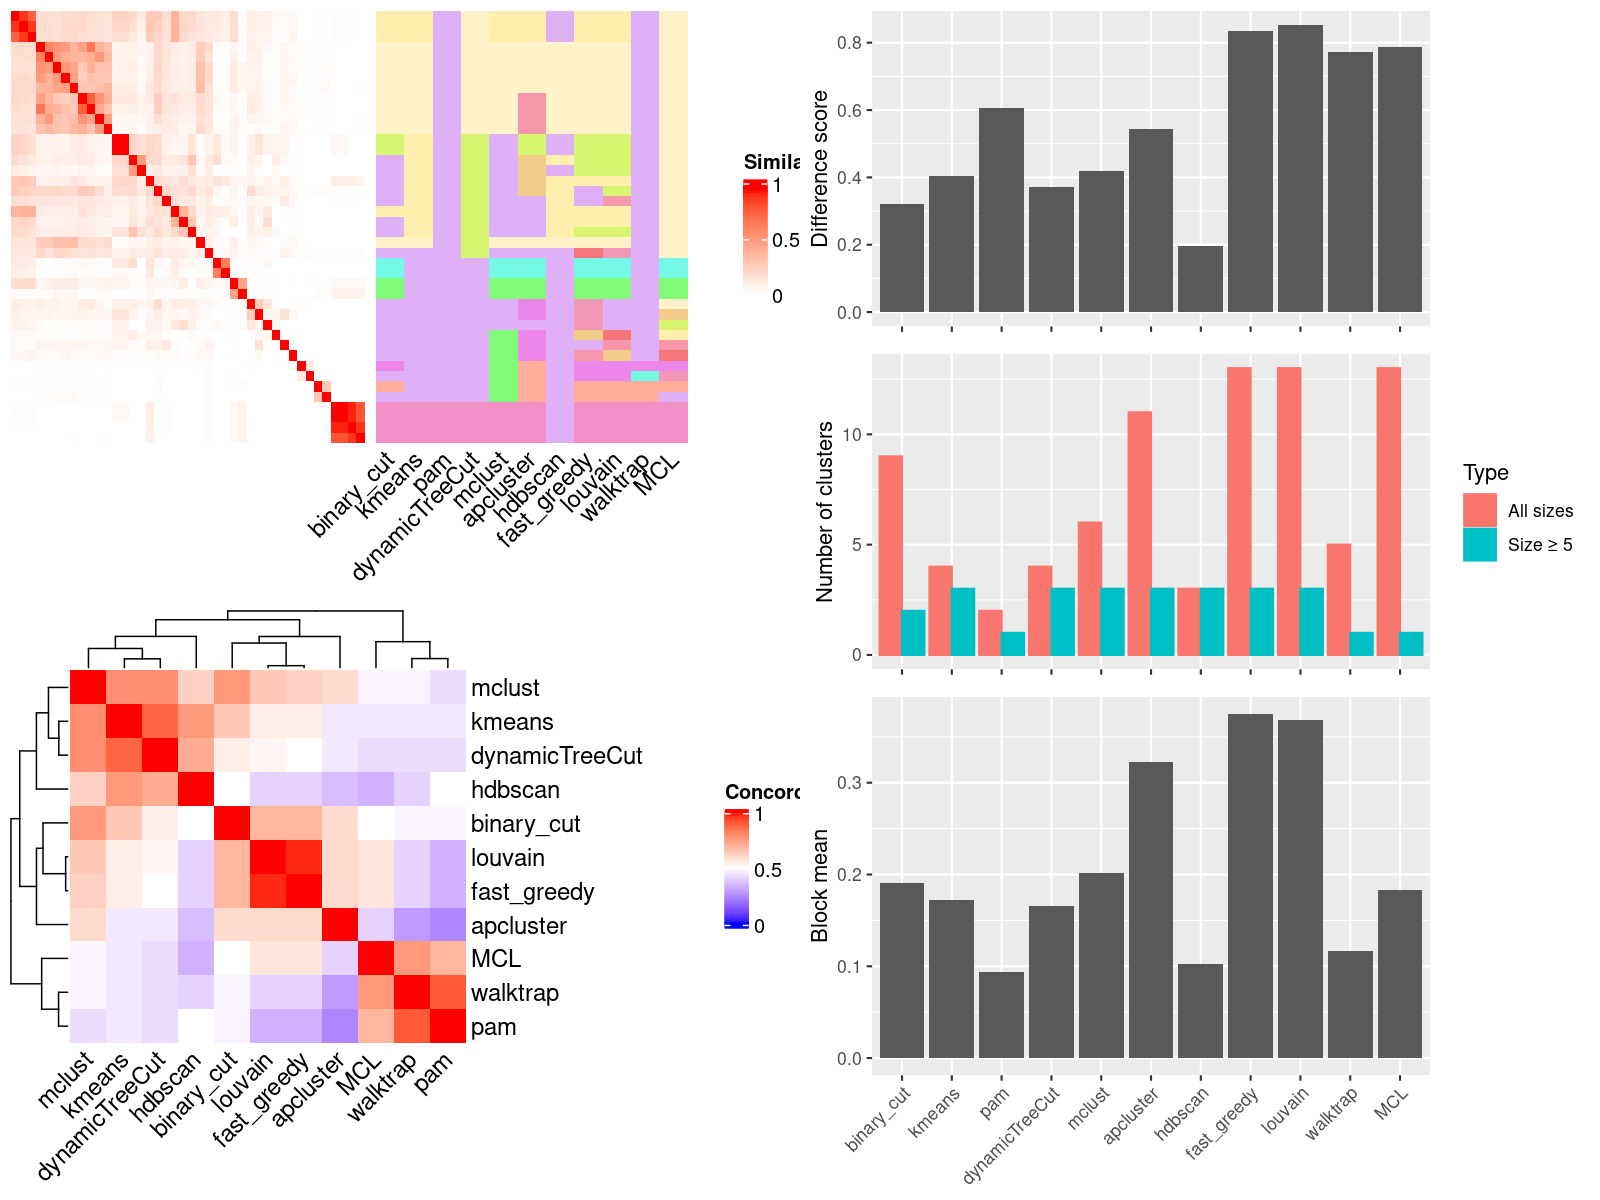 Simila
1
0.5
0
binary_cut
kmeans
pam
dynamicTreeCut
mclust
apcluster
hdbscan
fast_greedy
louvain
walktrap
MCL
mclust
kmeans
dynamicTreeCut
hdbscan
binary_cut
louvain
fast_greedy
apcluster
MCL
walktrap
pam
Concord
1
0.5
0
mclust
kmeans
dynamicTreeCut
hdbscan
binary_cut
louvain
fast_greedy
apcluster
MCL
walktrap
pam
Difference score
0.8
0.6
0.4
0.2
0.0
Number of clusters
10
5
0
Type
All sizes
Size ≥ 5
Block mean
0.3
0.2
0.1
0.0
binary_cut
kmeans
pam
dynamicTreeCut
mclust
apcluster
hdbscan
fast_greedy
louvain
walktrap
MCL